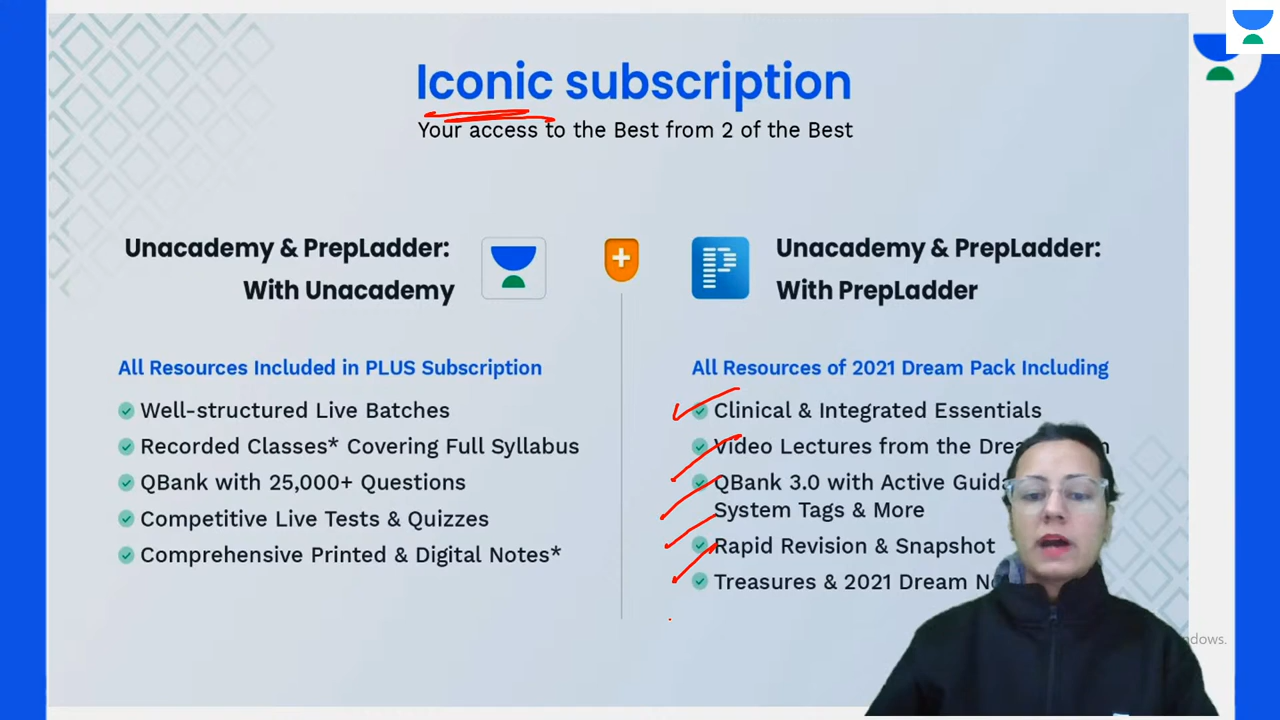 Iconic subscription
Your access to the Best from 2 of the Best
Unacademy & PrepLadder:
With Unacademy
All Resources Included in PLUS Subscription
Well-structured Live Batches
Recorded Classes* Covering Full Syllabus
QBank with 25,000+ Questions
Competitive Live Tests & Quizzes
Comprehensive Printed & Digital Notes*
Unacademy & PrepLadder:
With PrepLadder
All Resources of 2021 Dream Pack Including
Clinical & Integrated Essentials
Video Lectures from the
QBank 3.0 with Active
System Tags & More
Rapid Revision & Snapshot
Treasures & 2021 Dream